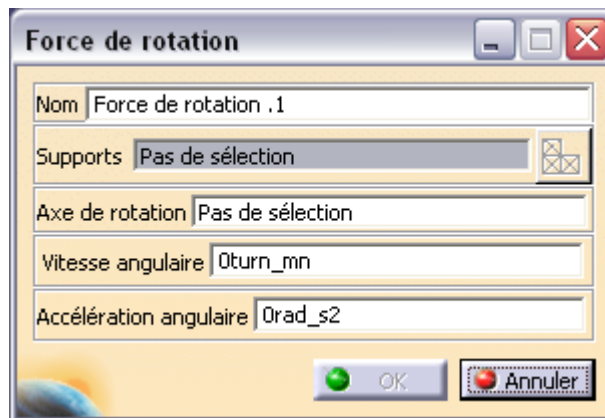 Force de rotation
Nom Force de rotation .1
Supports Pas de sélection
Axe de rotation Pas de sélection
Vitesse angulaire 0turn_mn
Accélération angulaire 0rad_s2
OK Annuler